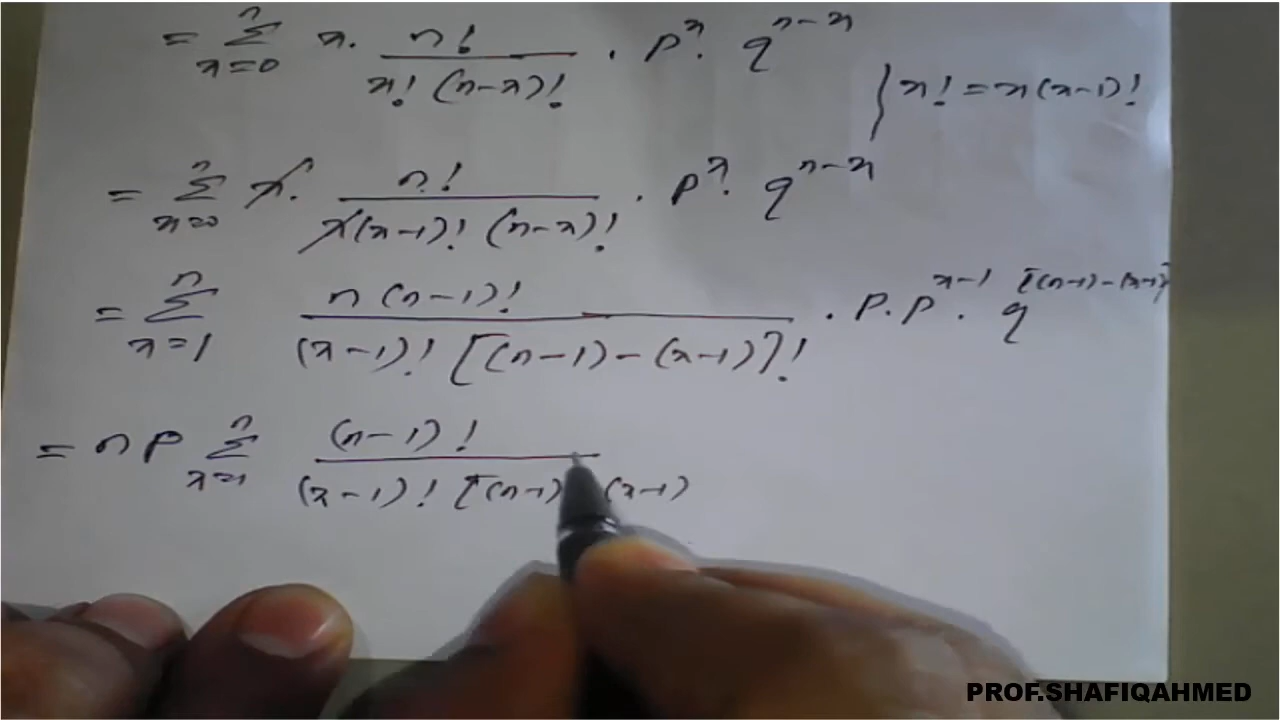 = Σ_{x=0}^{n} x · n! / x! (n-x)! · p^x · q^{n-x}
} x! = x(x-1)!
= Σ_{x=0}^{n} x · n! / x(x-1)! (n-x)! · p^x · q^{n-x}
= Σ_{x=1}^{n} n(n-1)! / (x-1)! [(n-1)-(x-1)]! · p.p^{x-1} · q^{[(n-1)-(x-1)]}
= np Σ_{x=1}^{n} (n-1)! / (x-1)! [(n-1) (x-1)
PROF.SHAFIQAHMED